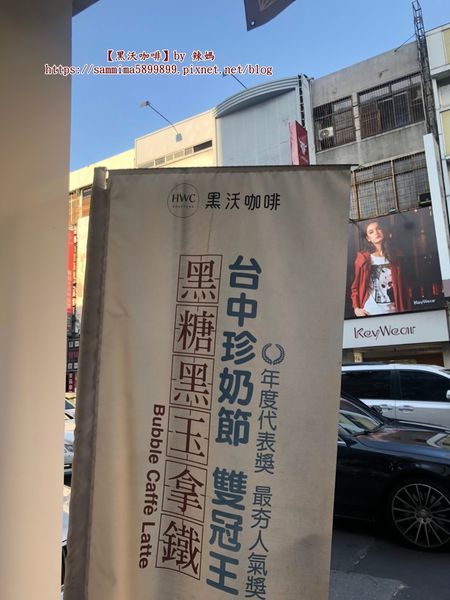 【黑沃咖啡】by 辣媽
https://sammima5899899.pixnet.net/blog
HWC
黑沃咖啡
年度代表獎 最夯人氣獎
台中珍奶節 雙冠王
黑糖黑玉拿鐵
Bubble Caffè Latte
KeyWear
KeyWear